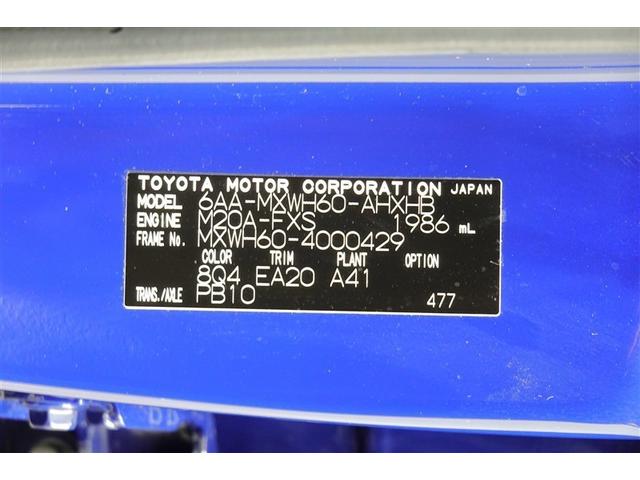 TOYOTA MOTOR CORPORATION JAPAN
MODEL 6AA-MXWH60-AHXHB
ENGINE M20A-FXS 1986 mL
FRAME No. MXWH60-4000429
COLOR TRIM PLANT OPTION
8Q4 EA20 A41
TRANS./AXLE PB10
477